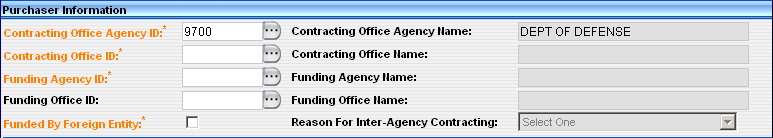 Purchaser Information
Contracting Office Agency ID:* 9700 ... Contracting Office Agency Name: DEPT OF DEFENSE
Contracting Office ID:* ... Contracting Office Name:
Funding Agency ID:* ... Funding Agency Name:
Funding Office ID: ... Funding Office Name:
Funded By Foreign Entity:* Reason For Inter-Agency Contracting: Select One